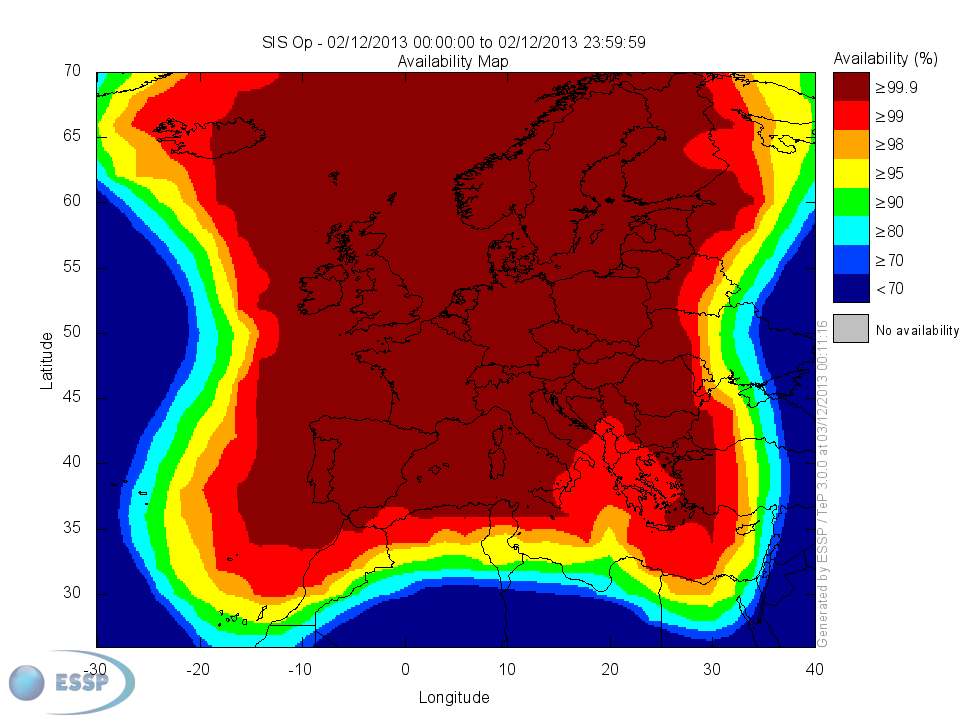 SIS Op - 02/12/2013 00:00:00 to 02/12/2013 23:59:59
Availability Map
Availability (%)
≥99.9
≥99
≥98
≥95
≥90
≥80
≥70
<70
No availability
70
65
60
55
50
45
40
35
30
Latitude
-30 -20 -10 0 10 20 30 40
Longitude
Generated by ESSP / TeP 3.0.0 at 03/12/2013 00:11:16
ESSP